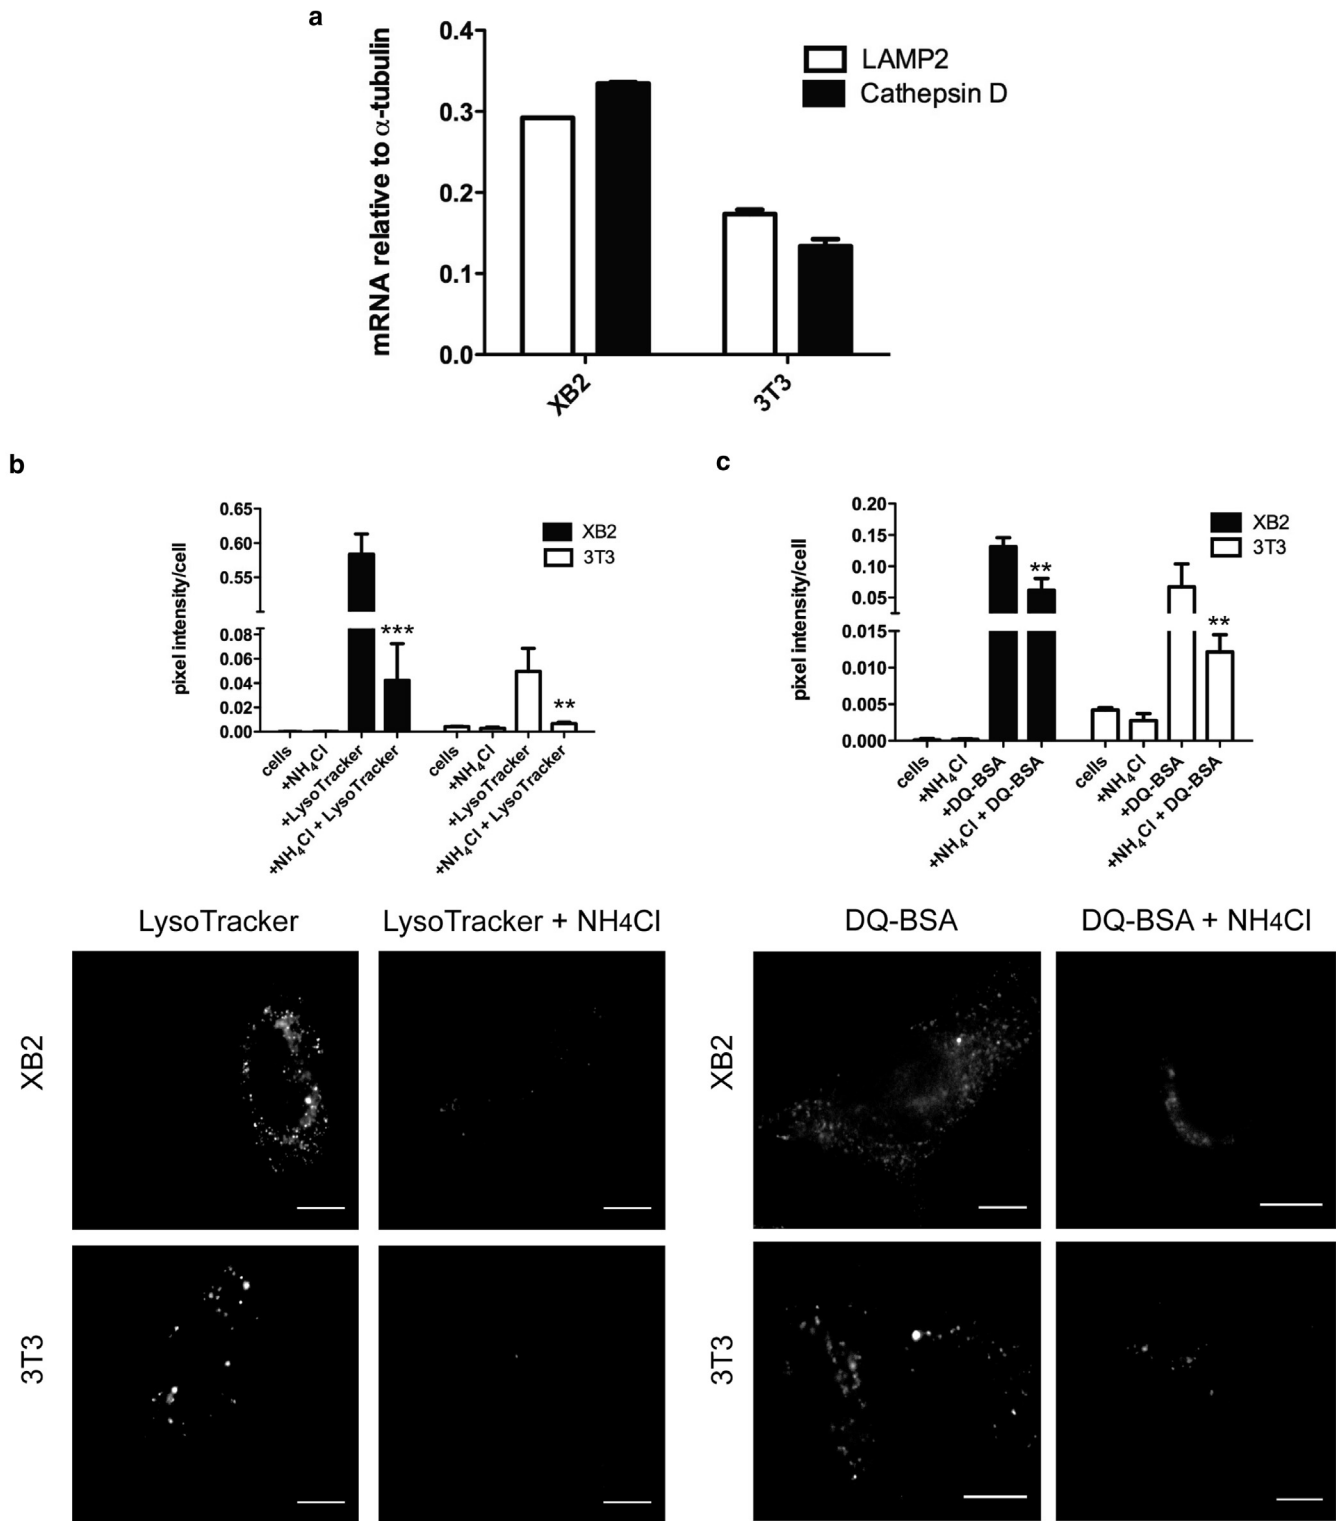 a
mRNA relative to α-tubulin
0.4
0.3
0.2
0.1
0.0
LAMP2
Cathepsin D
XB2
3T3
b
pixel intensity/cell
0.65
0.60
0.55
0.08
0.06
0.04
0.02
0.00
XB2
3T3
***
**
cells
+NH₄Cl
+LysoTracker
+NH₄Cl + LysoTracker
cells
+NH₄Cl
+LysoTracker
+NH₄Cl + LysoTracker
c
pixel intensity/cell
0.20
0.15
0.10
0.05
0.015
0.010
0.005
0.000
XB2
3T3
**
**
cells
+NH₄Cl
+DQ-BSA
+NH₄Cl + DQ-BSA
cells
+NH₄Cl
+DQ-BSA
+NH₄Cl + DQ-BSA
LysoTracker
LysoTracker + NH4Cl
XB2
3T3
DQ-BSA
DQ-BSA + NH4Cl
XB2
3T3